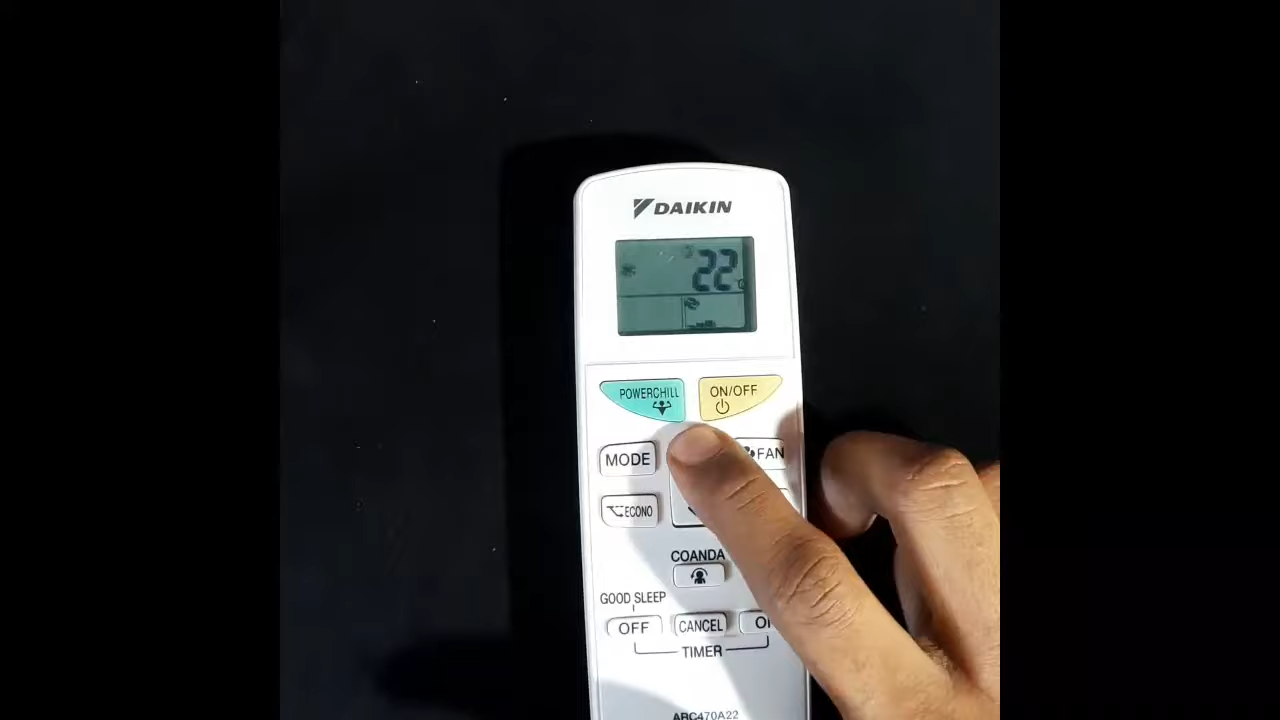 DAIKIN
22
POWERCHILL
ON/OFF
MODE
FAN
ECONO
COANDA
GOOD SLEEP
OFF
CANCEL
TIMER
ARC470A22